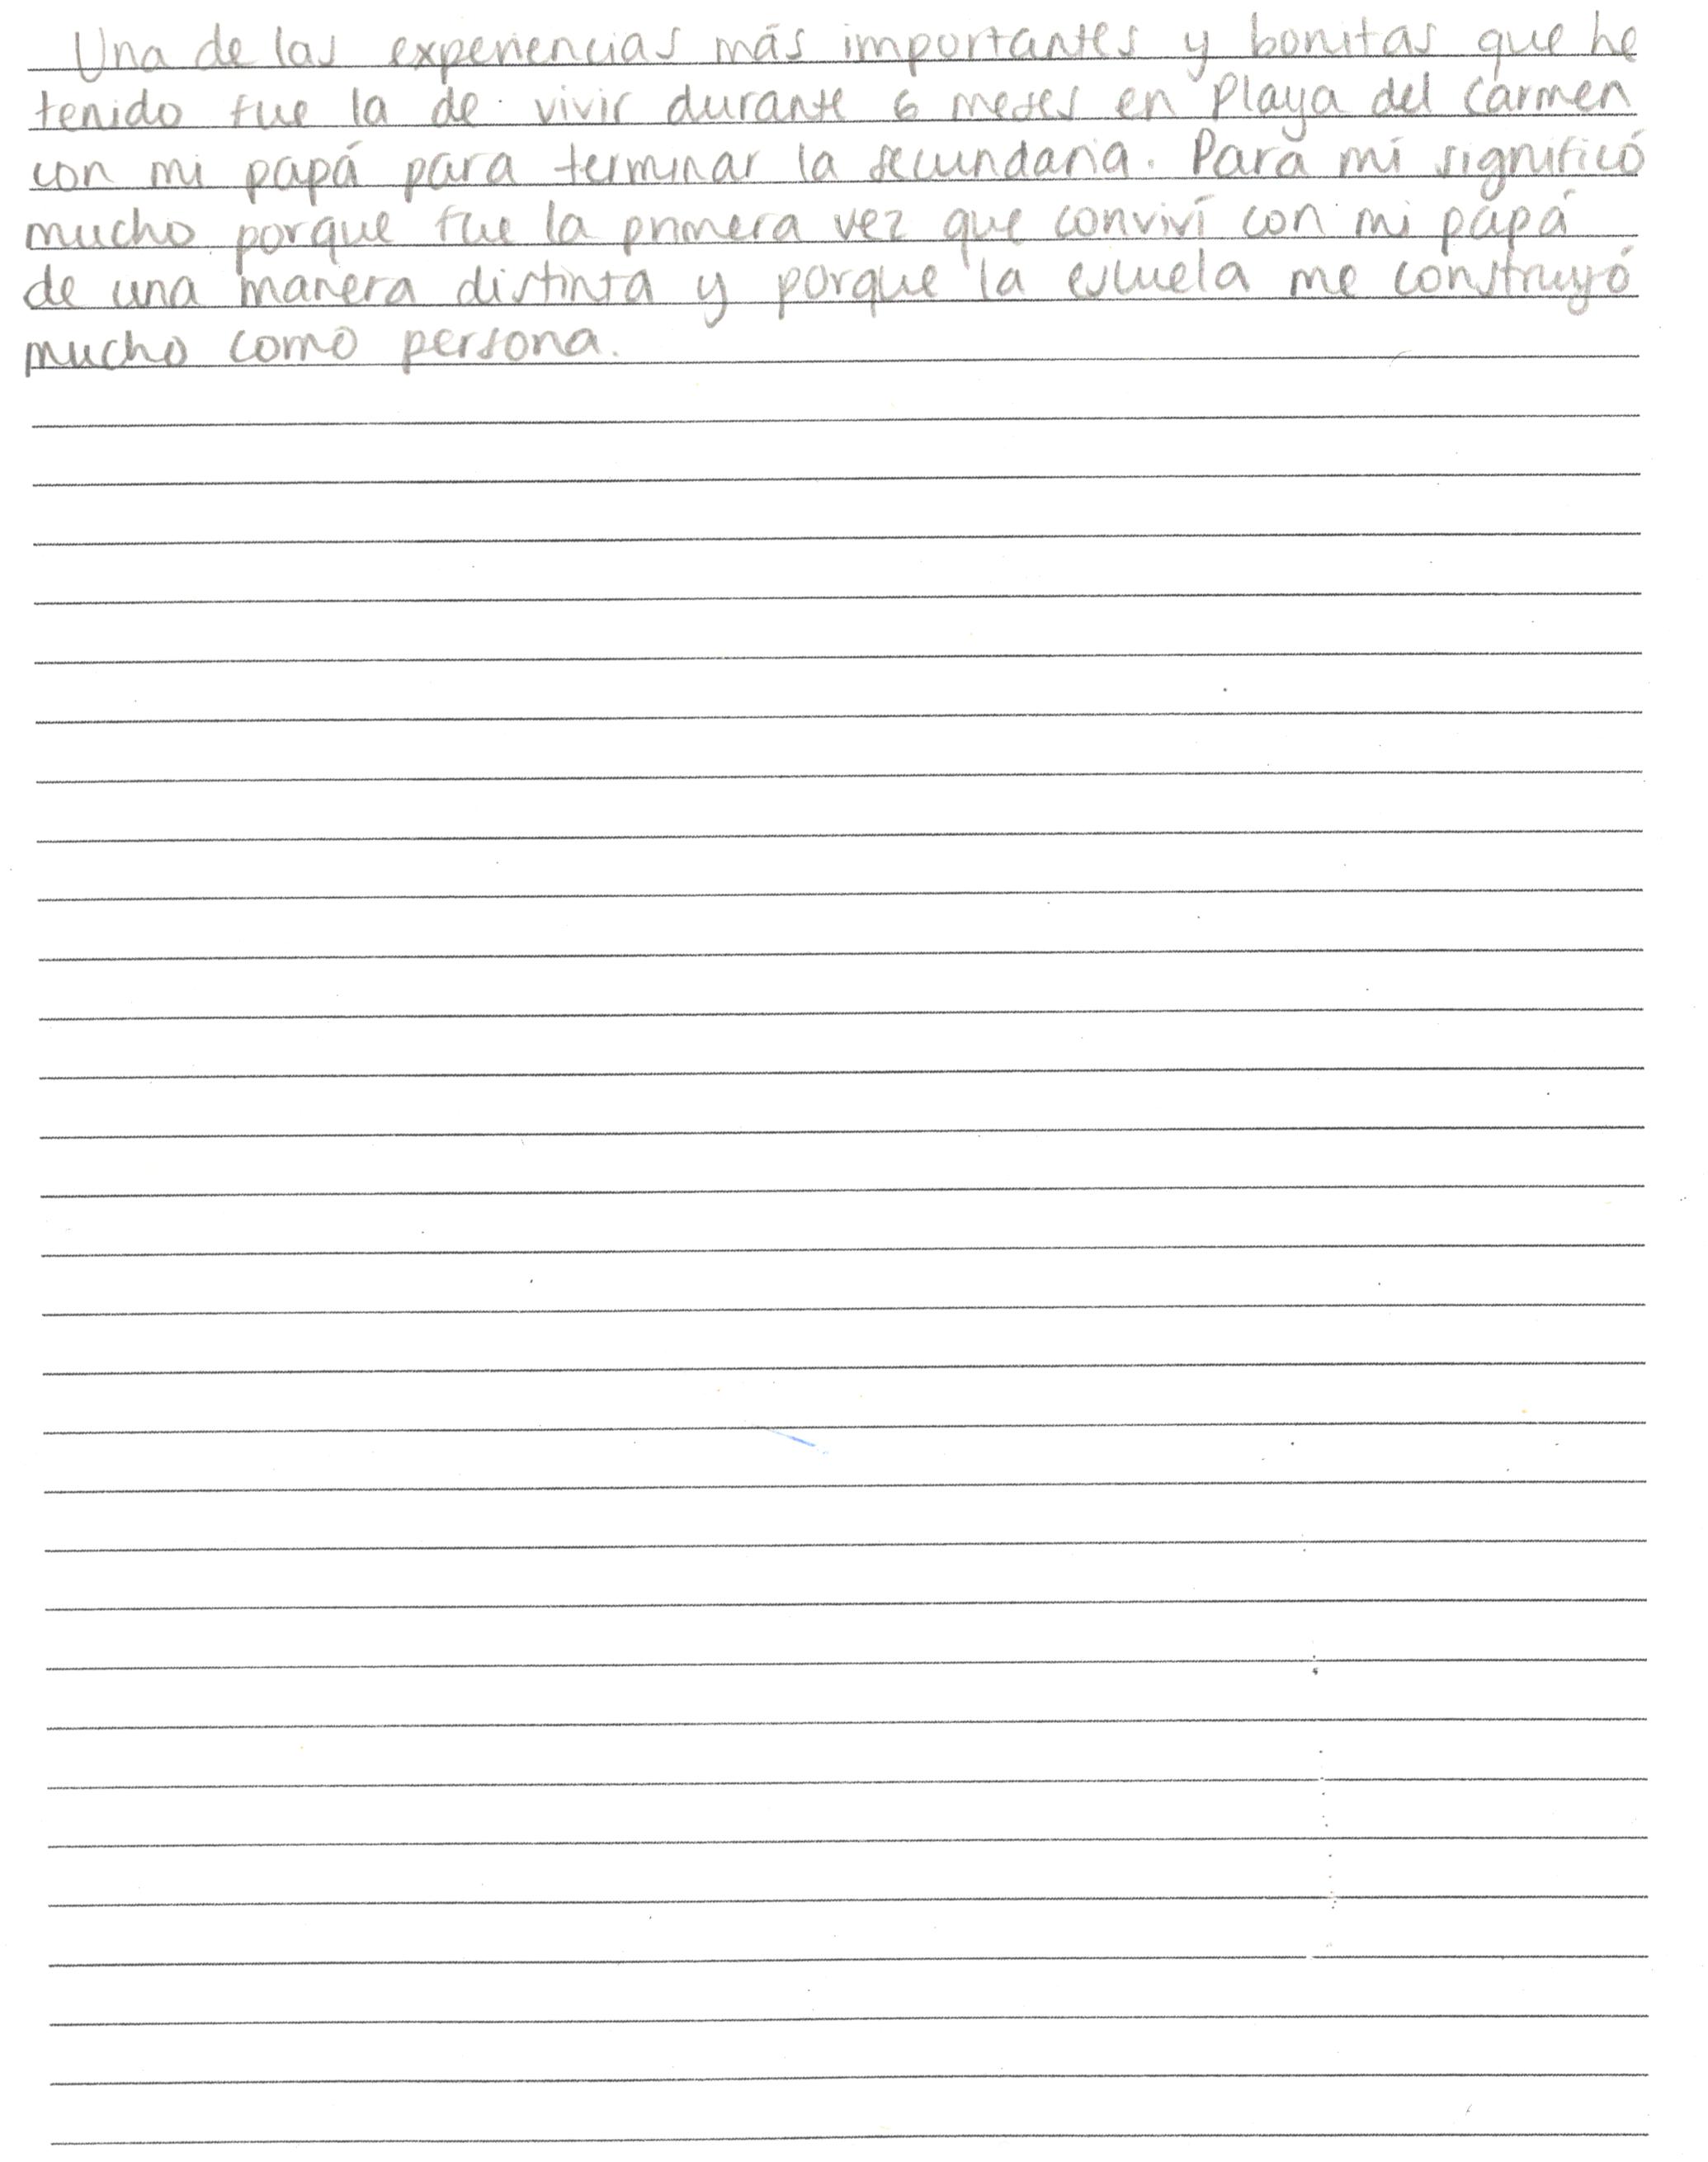 Una de las experiencias más importantes y bonitas que he
tenido fue la de vivir durante 6 meses en Playa del Carmen
con mi papá para terminar la secundaria. Para mí significó
mucho porque fue la primera vez que conviví con mi papá
de una manera distinta y porque la escuela me construyó
mucho como persona.